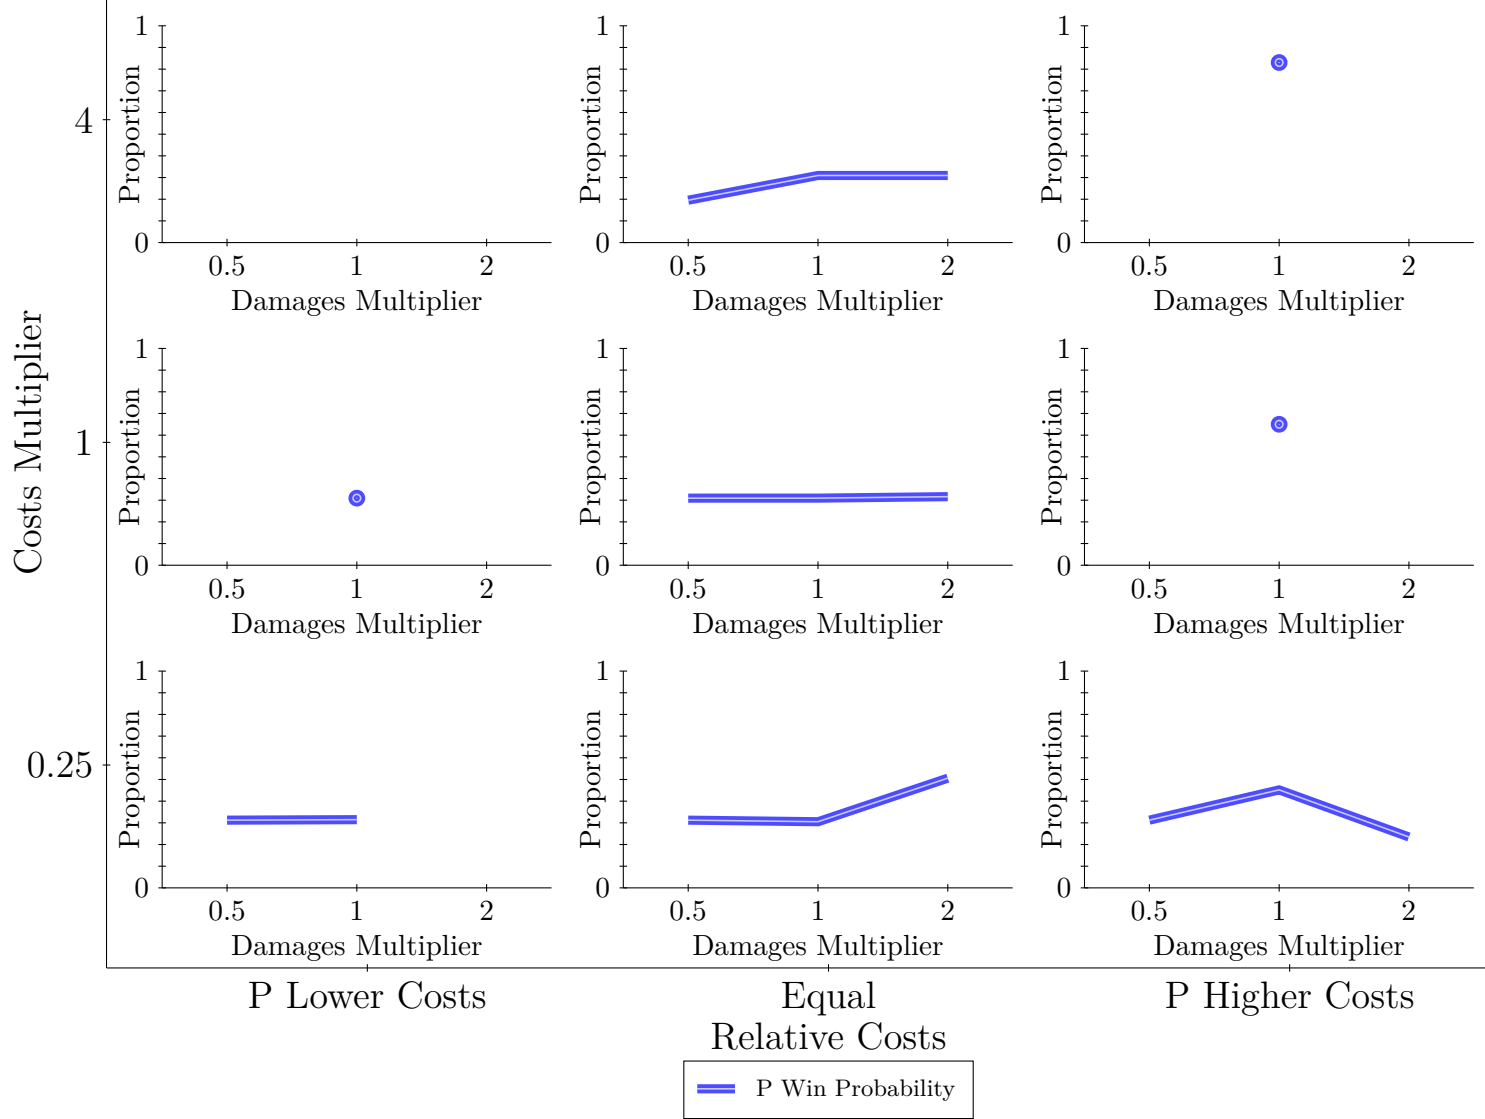 Costs Multiplier
4
1
0.25
1
Proportion
0
0.5 1 2
Damages Multiplier
1
Proportion
0
0.5 1 2
Damages Multiplier
1
Proportion
0
0.5 1 2
Damages Multiplier
1
Proportion
0
0.5 1 2
Damages Multiplier
1
Proportion
0
0.5 1 2
Damages Multiplier
1
Proportion
0
0.5 1 2
Damages Multiplier
1
Proportion
0
0.5 1 2
Damages Multiplier
1
Proportion
0
0.5 1 2
Damages Multiplier
1
Proportion
0
0.5 1 2
Damages Multiplier
P Lower Costs
Equal
P Higher Costs
Relative Costs
P Win Probability